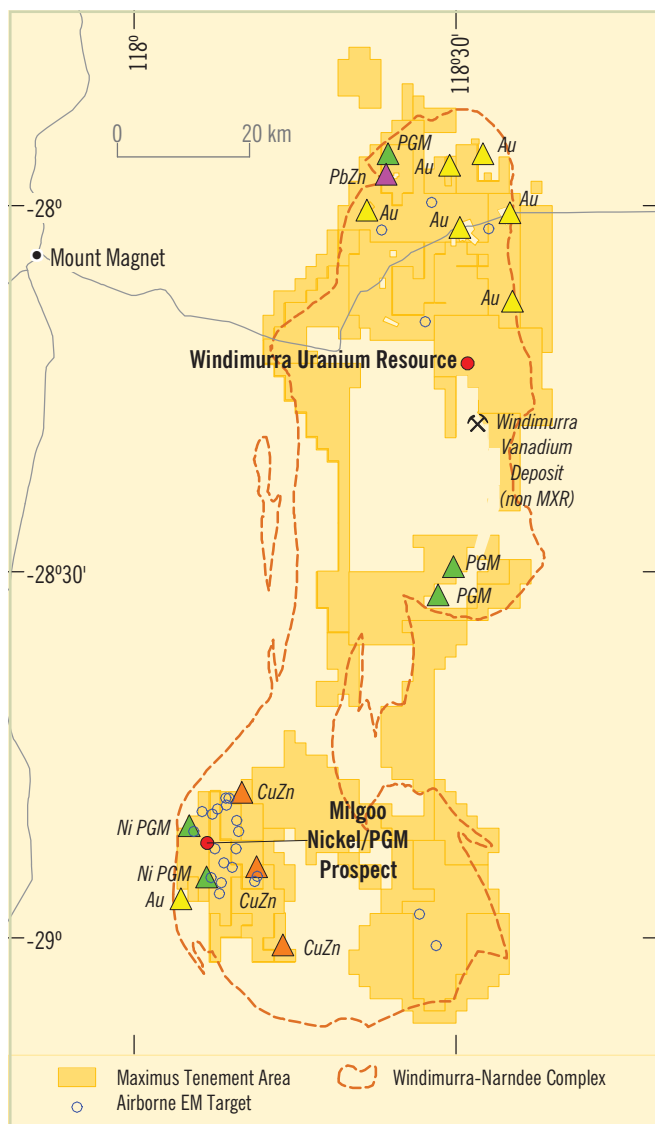 118º
118º30'
0
20 km
PGM
Au
Au
PbZn
Au
Au
Au
-28º
Mount Magnet
Au
Windimurra Uranium Resource
Windimurra
Vanadium
Deposit
(non MXR)
-28º30'
PGM
PGM
CuZn
Ni PGM
Milgoo
Nickel/PGM
Prospect
Ni PGM
Au
CuZn
-29º
CuZn
Maximus Tenement Area
Windimurra-Narndee Complex
Airborne EM Target